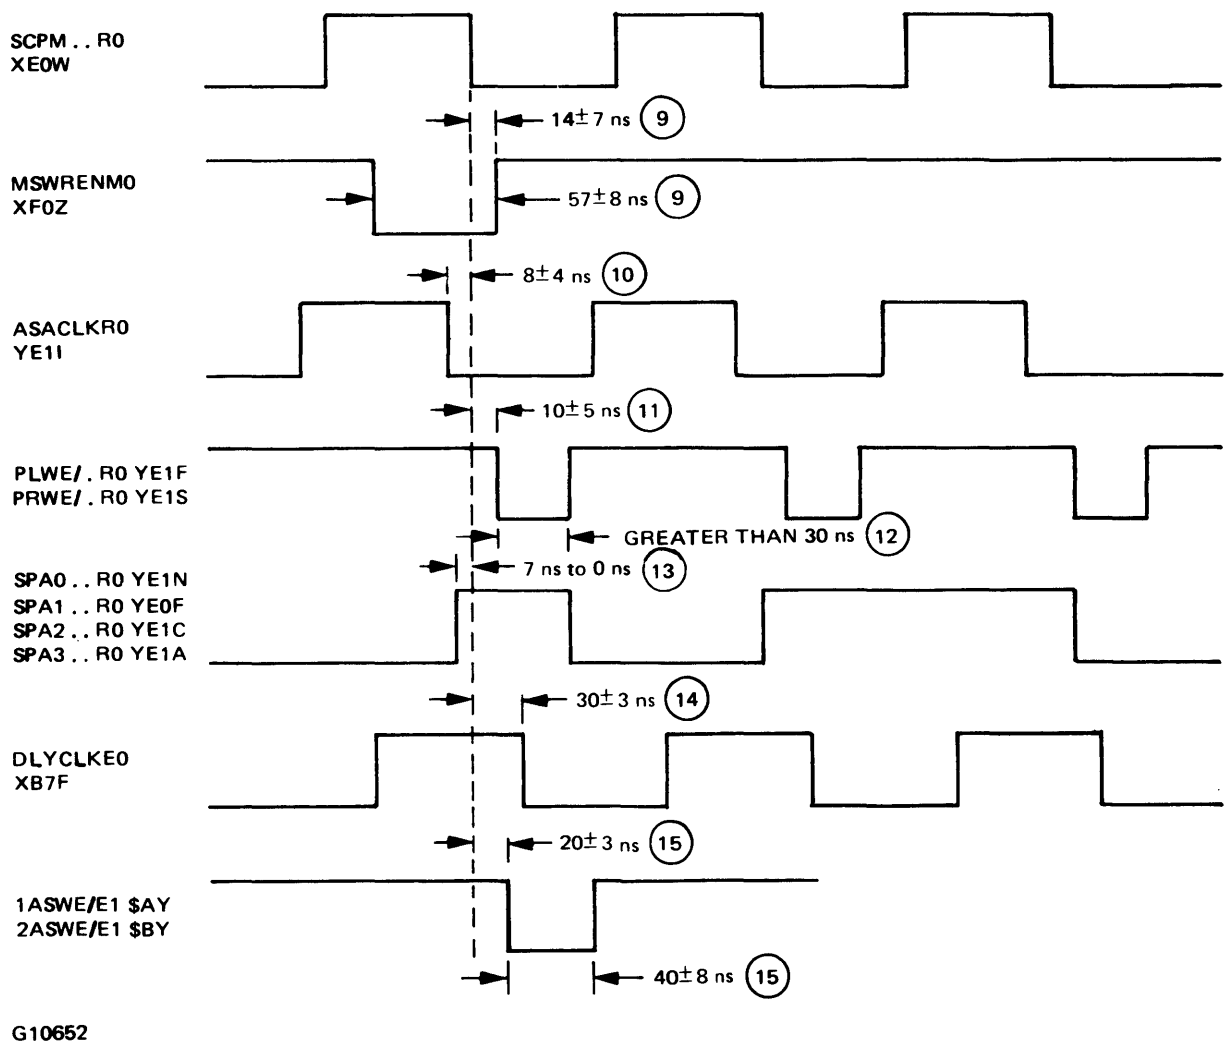 SCPM . . R0
XE0W
14± 7 ns 9
MSWRENM0
XF0Z
57± 8 ns 9
8± 4 ns 10
ASACLKR0
YE1I
10± 5 ns 11
PLWE/ . R0 YE1F
PRWE/ . R0 YE1S
GREATER THAN 30 ns 12
7 ns to 0 ns 13
SPA0 . . R0 YE1N
SPA1 . . R0 YE0F
SPA2 . . R0 YE1C
SPA3 . . R0 YE1A
30± 3 ns 14
DLYCLKE0
XB7F
20± 3 ns 15
1ASWE/E1 $AY
2ASWE/E1 $BY
40± 8 ns 15
G10652